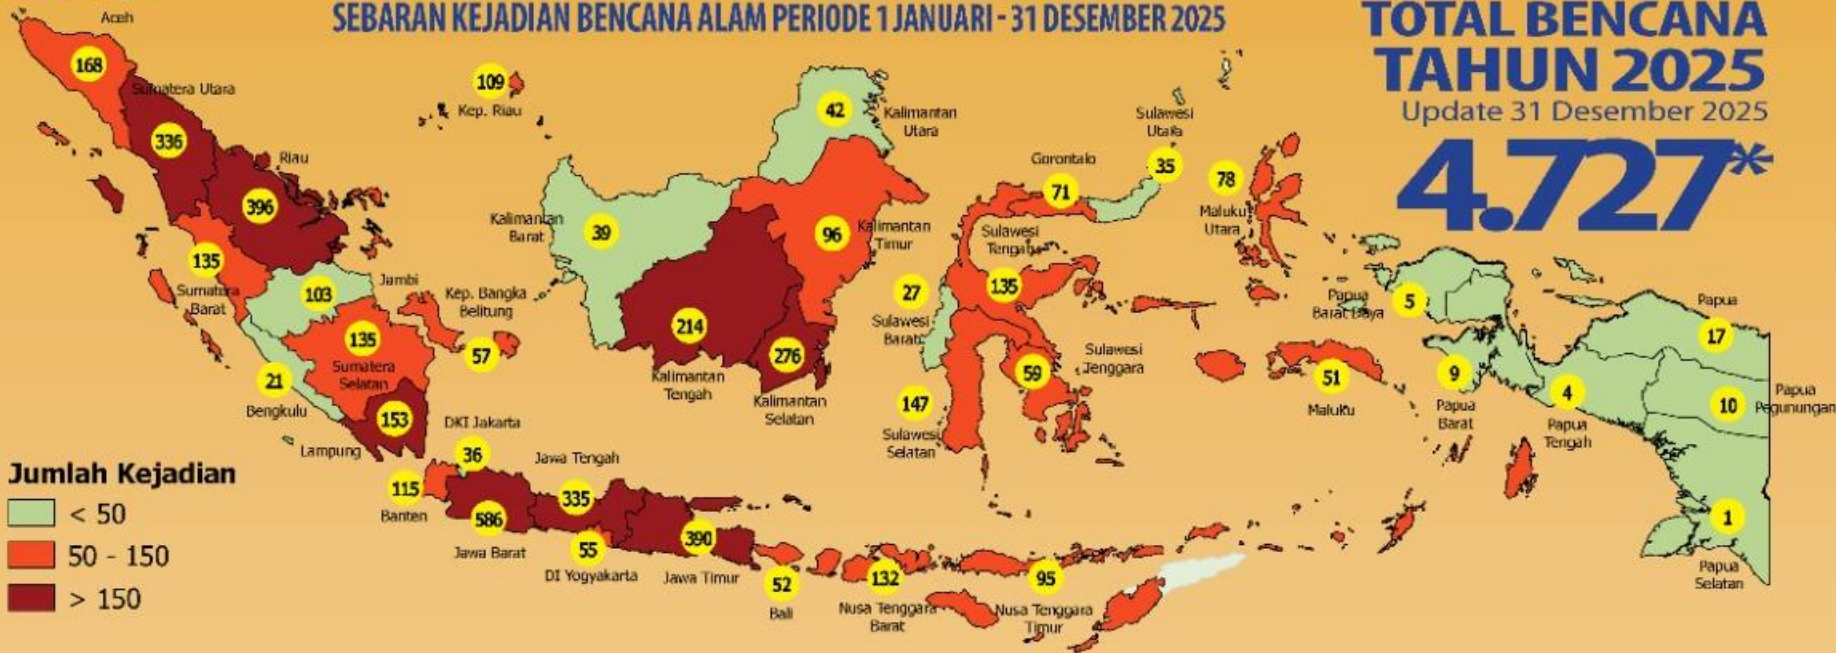 SEBARAN KEJADIAN BENCANA ALAM PERIODE 1 JANUARI - 31 DESEMBER 2025
TOTAL BENCANA
TAHUN 2025
Update 31 Desember 2025
4.727*
Aceh
168
Sumatera Utara
336
Riau
396
109
Kep. Riau
135
Sumatera
Barat
103
Jambi
Kep. Bangka
Belitung
57
135
Sumatera
Selatan
21
Bengkulu
153
Lampung
DKI Jakarta
36
115
Banten
586
Jawa Barat
Jawa Tengah
335
55
DI Yogyakarta
390
Jawa Timur
52
Bali
132
Nusa Tenggara
Barat
95
Nusa Tenggara
Timur
42
Kalimantan
Utara
Kalimantan
Barat
39
96
Kalimantan
Timur
214
Kalimantan
Tengah
276
Kalimantan
Selatan
Sulawesi
Utara
35
Gorontalo
71
Sulawesi
Tengah
135
27
Sulawesi
Barat
59
Sulawesi
Tenggara
147
Sulawesi
Selatan
78
Maluku
Utara
51
Maluku
Papua
Barat Daya
5
9
Papua
Barat
4
Papua
Tengah
Papua
17
10
Papua
Pegunungan
1
Papua
Selatan
Jumlah Kejadian
< 50
50 - 150
> 150